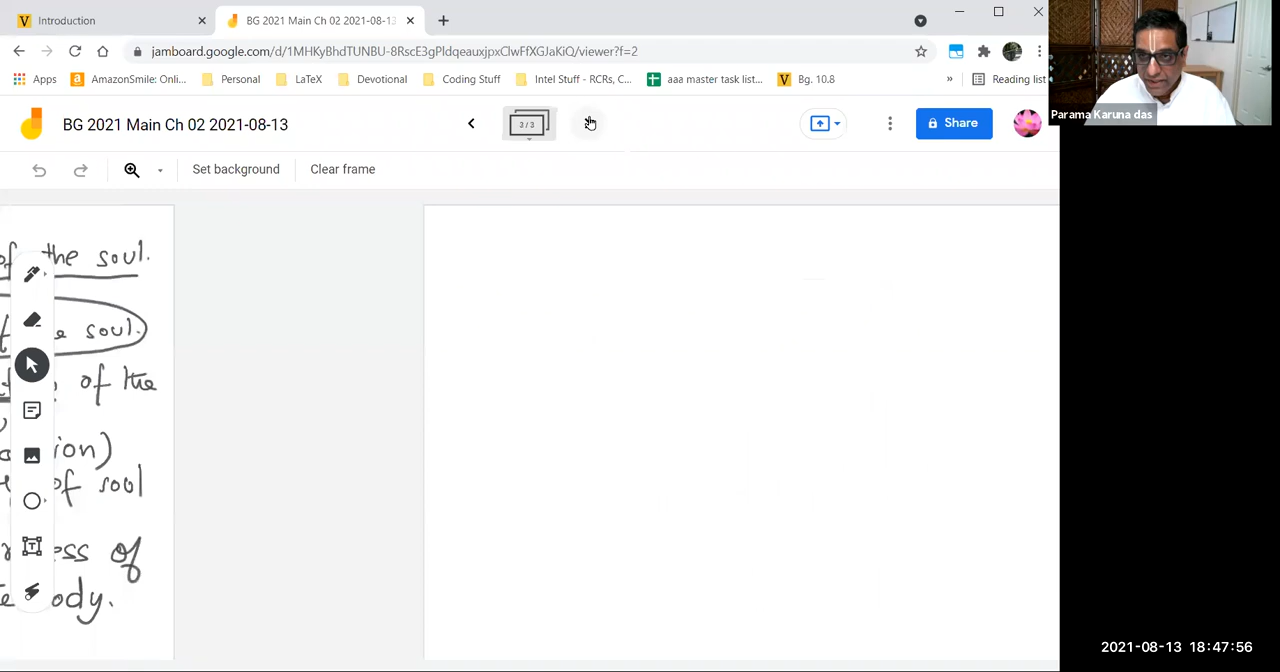 Introduction
BG 2021 Main Ch 02 2021-08-13
jamboard.google.com/d/1MHKyBhdTUNBU-8RscE3gPldqeauxjpxClwFfXGJaKiQ/viewer?f=2
Apps AmazonSmile: Onli... Personal LaTeX Devotional Coding Stuff Intel Stuff - RCRs, C... aaa master task list... Bg. 10.8 » Reading list
Parama Karuna das
BG 2021 Main Ch 02 2021-08-13
3 / 3
Share
Set background Clear frame
of the soul.
soul.
of the
of soul
of
2021-08-13 18:47:56